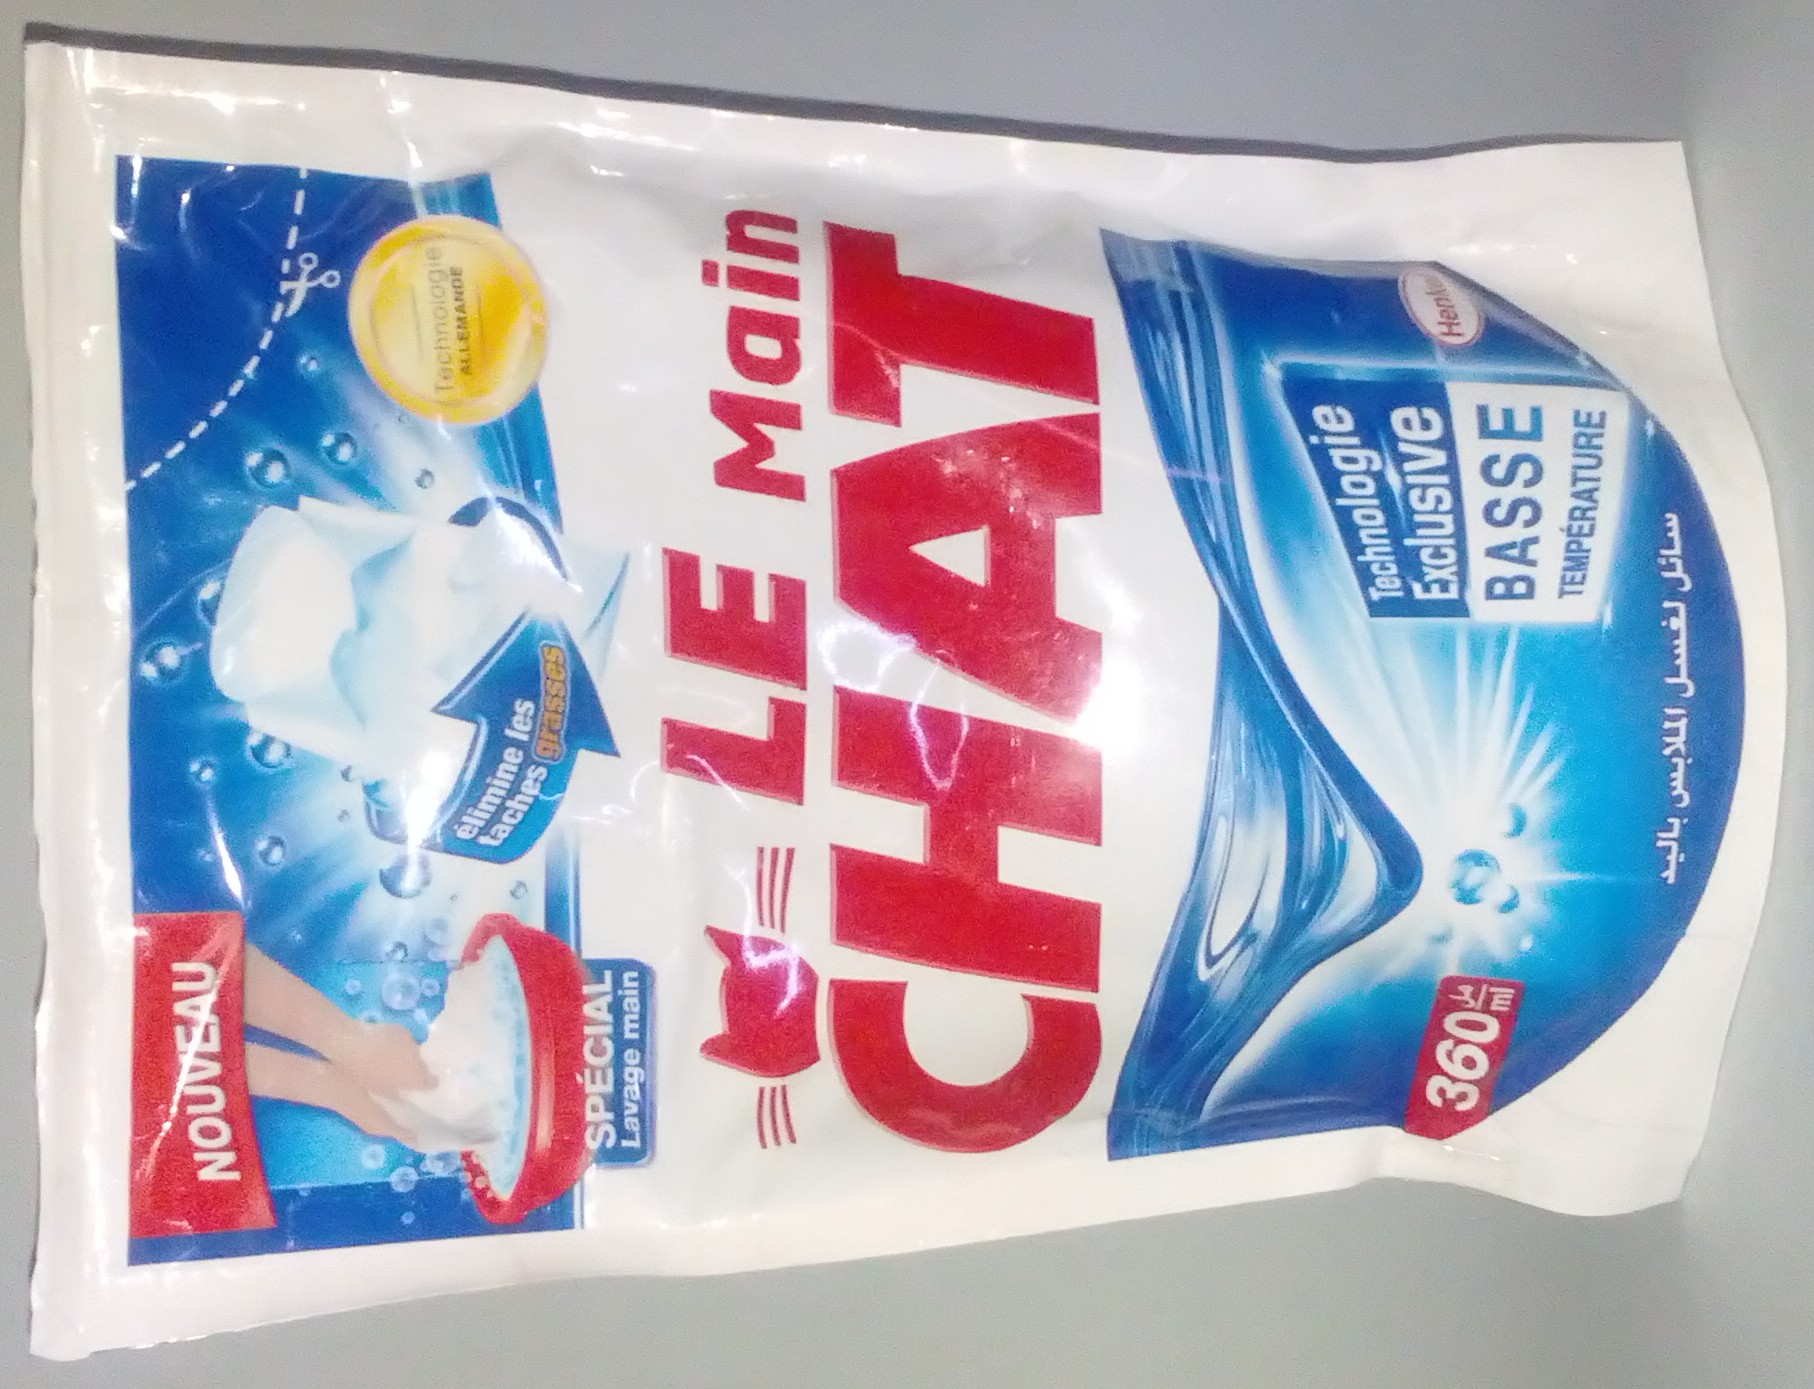 NOUVEAU
élimine les
taches grasses
Technologie
ALLEMANDE
SPÉCIAL
Lavage main
LE Main
CHAT
Technologie
Exclusive
BASSE
TEMPÉRATURE
Henkel
360 مل
ml
سائل لغسل الملابس باليد